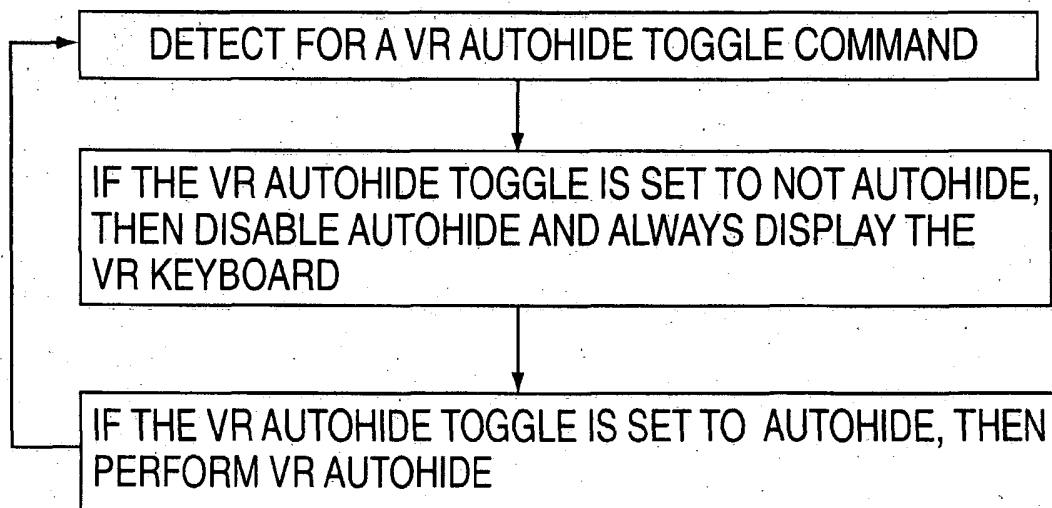 DETECT FOR A VR AUTOHIDE TOGGLE COMMAND
IF THE VR AUTOHIDE TOGGLE IS SET TO NOT AUTOHIDE,
THEN DISABLE AUTOHIDE AND ALWAYS DISPLAY THE
VR KEYBOARD
IF THE VR AUTOHIDE TOGGLE IS SET TO AUTOHIDE, THEN
PERFORM VR AUTOHIDE